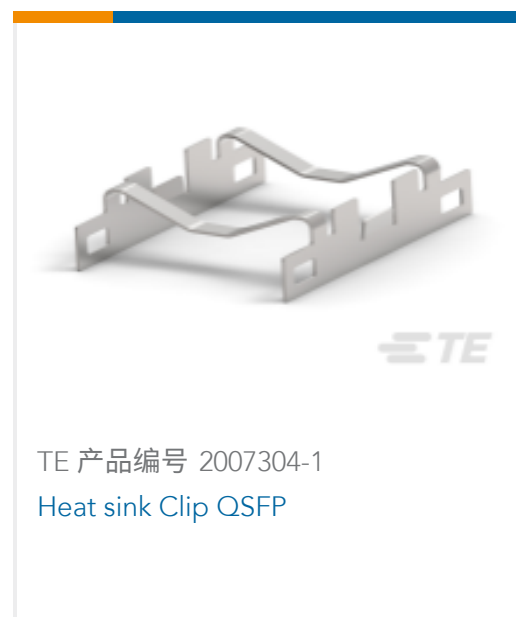 TE
TE 产品编号 2007304-1
Heat sink Clip QSFP